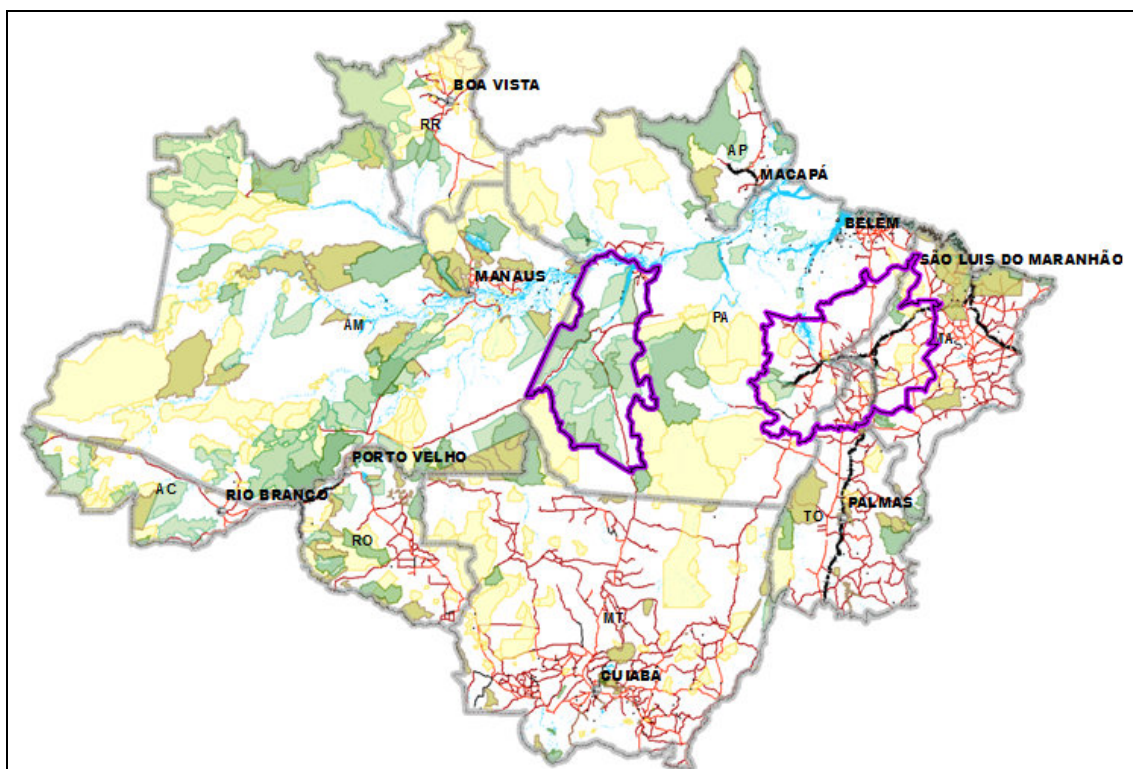 BOA VISTA
RR
AP
MACAPÁ
BELÉM
SÃO LUIS DO MARANHÃO
MANAUS
AM
PA
MA
PORTO VELHO
AC
RIO BRANCO
RO
TO
PALMAS
MT
CUIABA